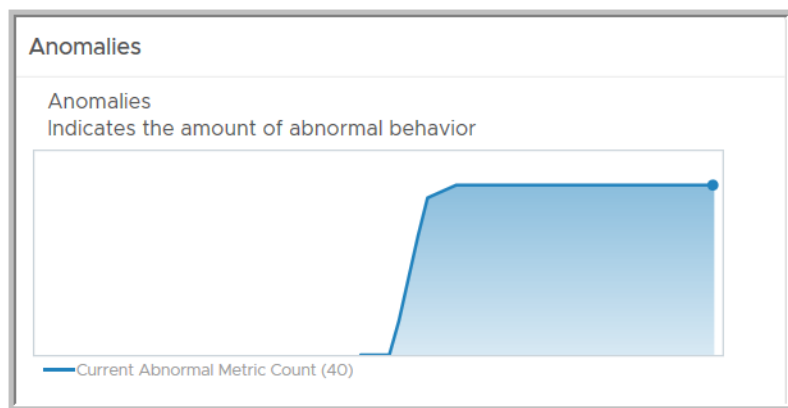 Anomalies
Anomalies
Indicates the amount of abnormal behavior
Current Abnormal Metric Count (40)